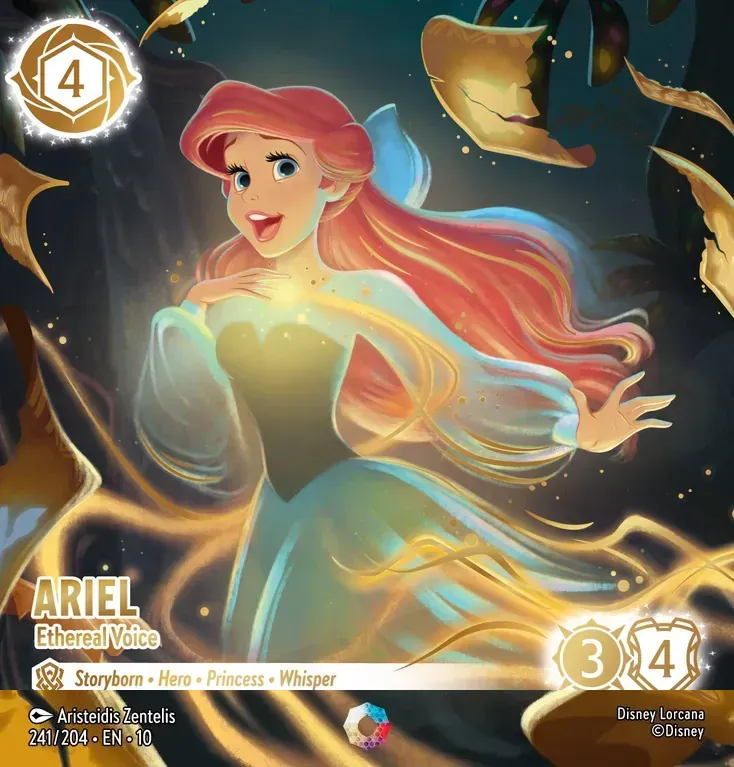 4
ARIEL
Ethereal Voice
3 4
Storyborn • Hero • Princess • Whisper
Aristeidis Zentelis
241/204 • EN • 10
Disney Lorcana
©Disney